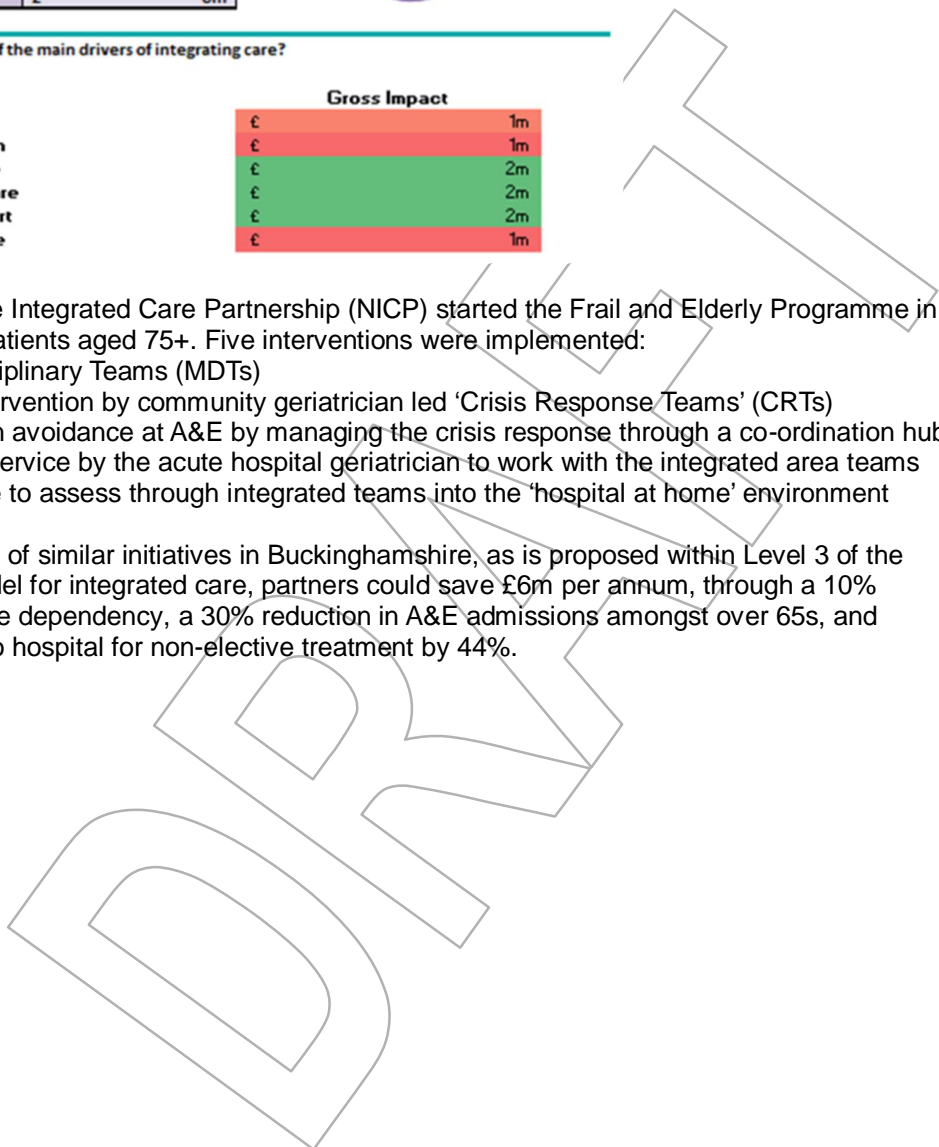 f the main drivers of integrating care?
Gross Impact
£ 1m
£ 1m
£ 2m
re £ 2m
rt £ 2m
e £ 1m
e Integrated Care Partnership (NICP) started the Frail and Elderly Programme in
atients aged 75+. Five interventions were implemented:
iplinary Teams (MDTs)
rvention by community geriatrician led ‘Crisis Response Teams’ (CRTs)
n avoidance at A&E by managing the crisis response through a co-ordination hub
ervice by the acute hospital geriatrician to work with the integrated area teams
e to assess through integrated teams into the ‘hospital at home’ environment
of similar initiatives in Buckinghamshire, as is proposed within Level 3 of the
del for integrated care, partners could save £6m per annum, through a 10%
e dependency, a 30% reduction in A&E admissions amongst over 65s, and
o hospital for non-elective treatment by 44%.
DRAFT